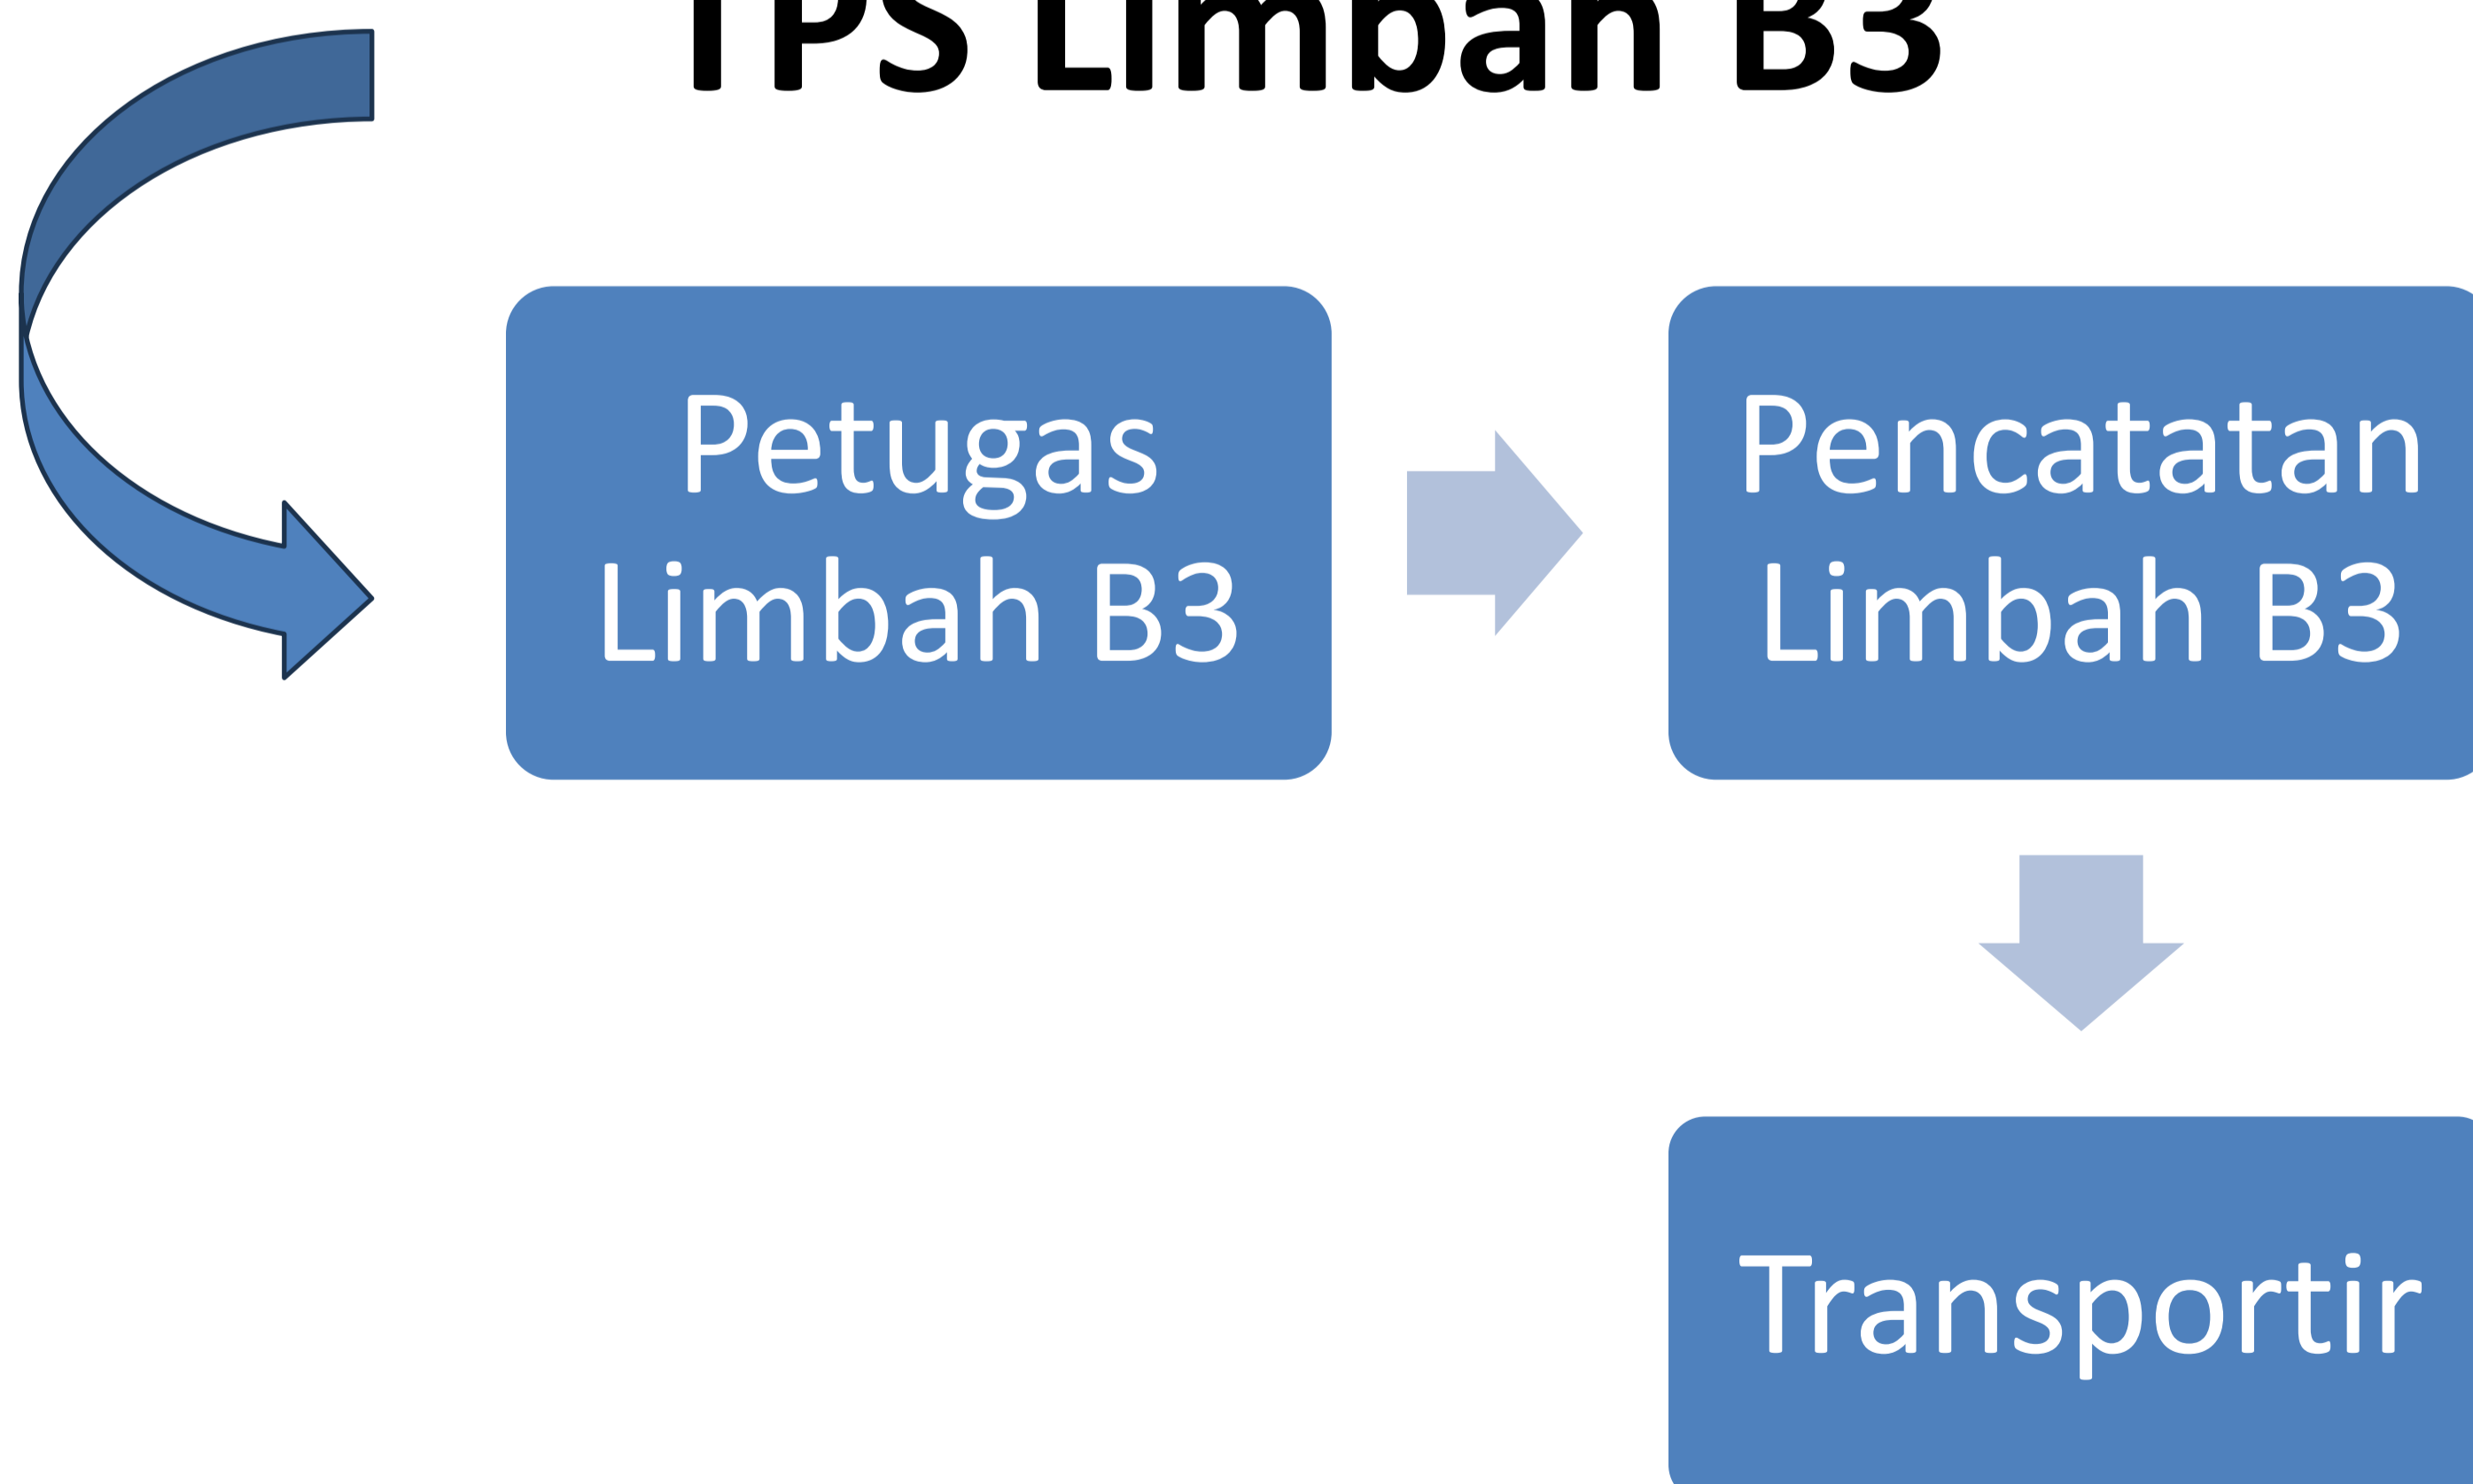 TPS Limbah B3
Petugas
Limbah B3
Pencatatan
Limbah B3
Transportir